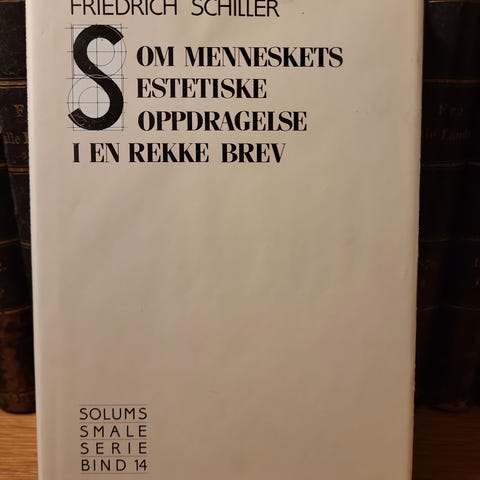 FRIEDRICH SCHILLER
S OM MENNESKETS
ESTETISKE
OPPDRAGELSE
I EN REKKE BREV
SOLUMS
SMALE
SERIE
BIND 14